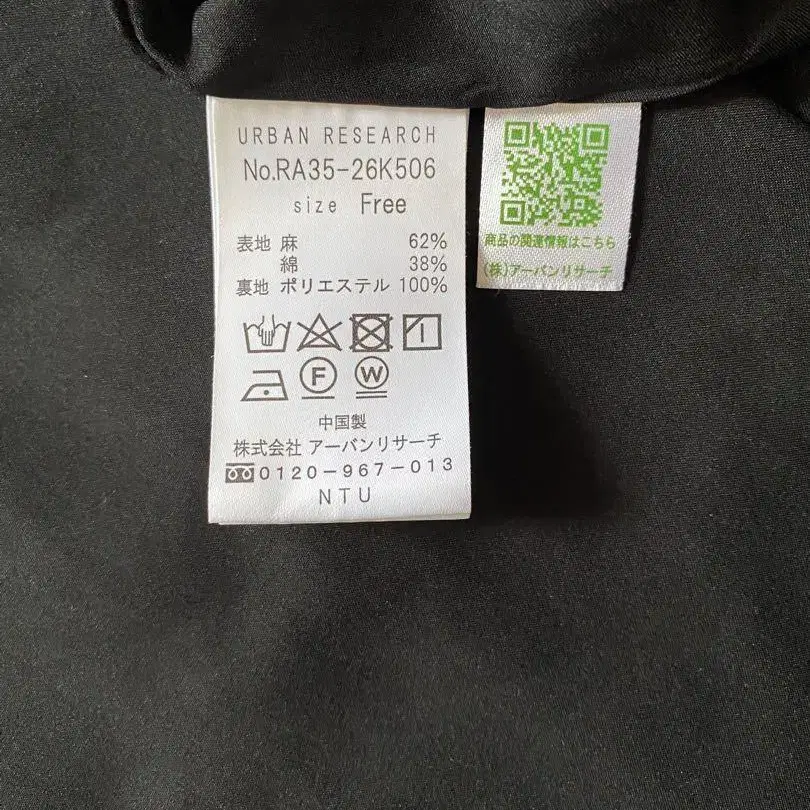 URBAN RESEARCH
No.RA35-26K506
size Free
表地 麻 62%
綿 38%
裏地 ポリエステル 100%
F W
中国製
株式会社 アーバンリサーチ
0120-967-013
NTU
商品の関連情報はこちら
(株)アーバンリサーチ